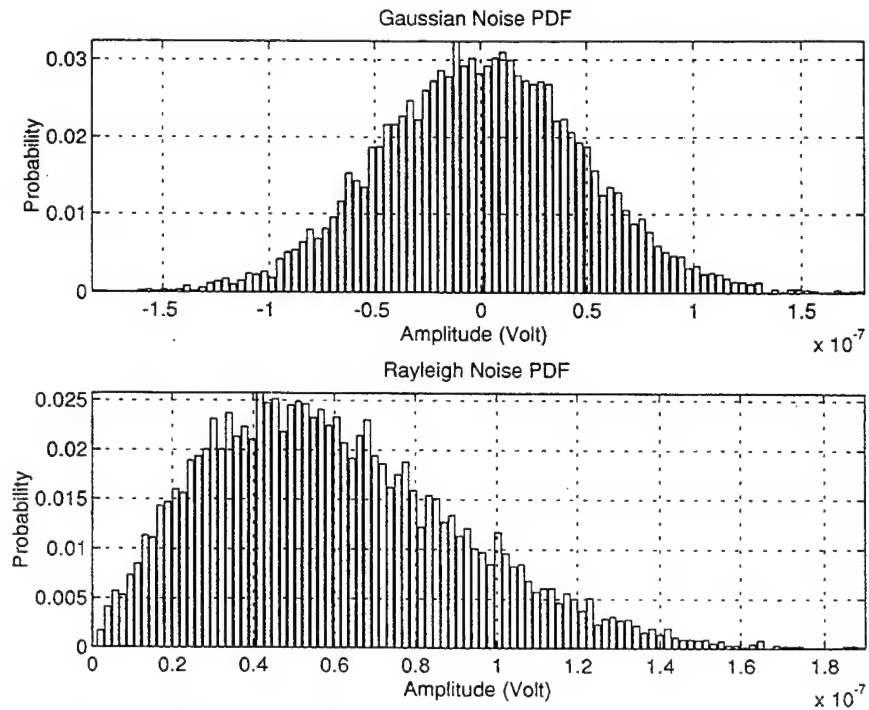 Gaussian Noise PDF
0.03
0.02
0.01
0
Probability
-1.5 -1 -0.5 0 0.5 1 1.5
Amplitude (Volt)
x 10-7
Rayleigh Noise PDF
0.025
0.02
0.015
0.01
0.005
0
Probability
0 0.2 0.4 0.6 0.8 1 1.2 1.4 1.6 1.8
Amplitude (Volt)
x 10-7